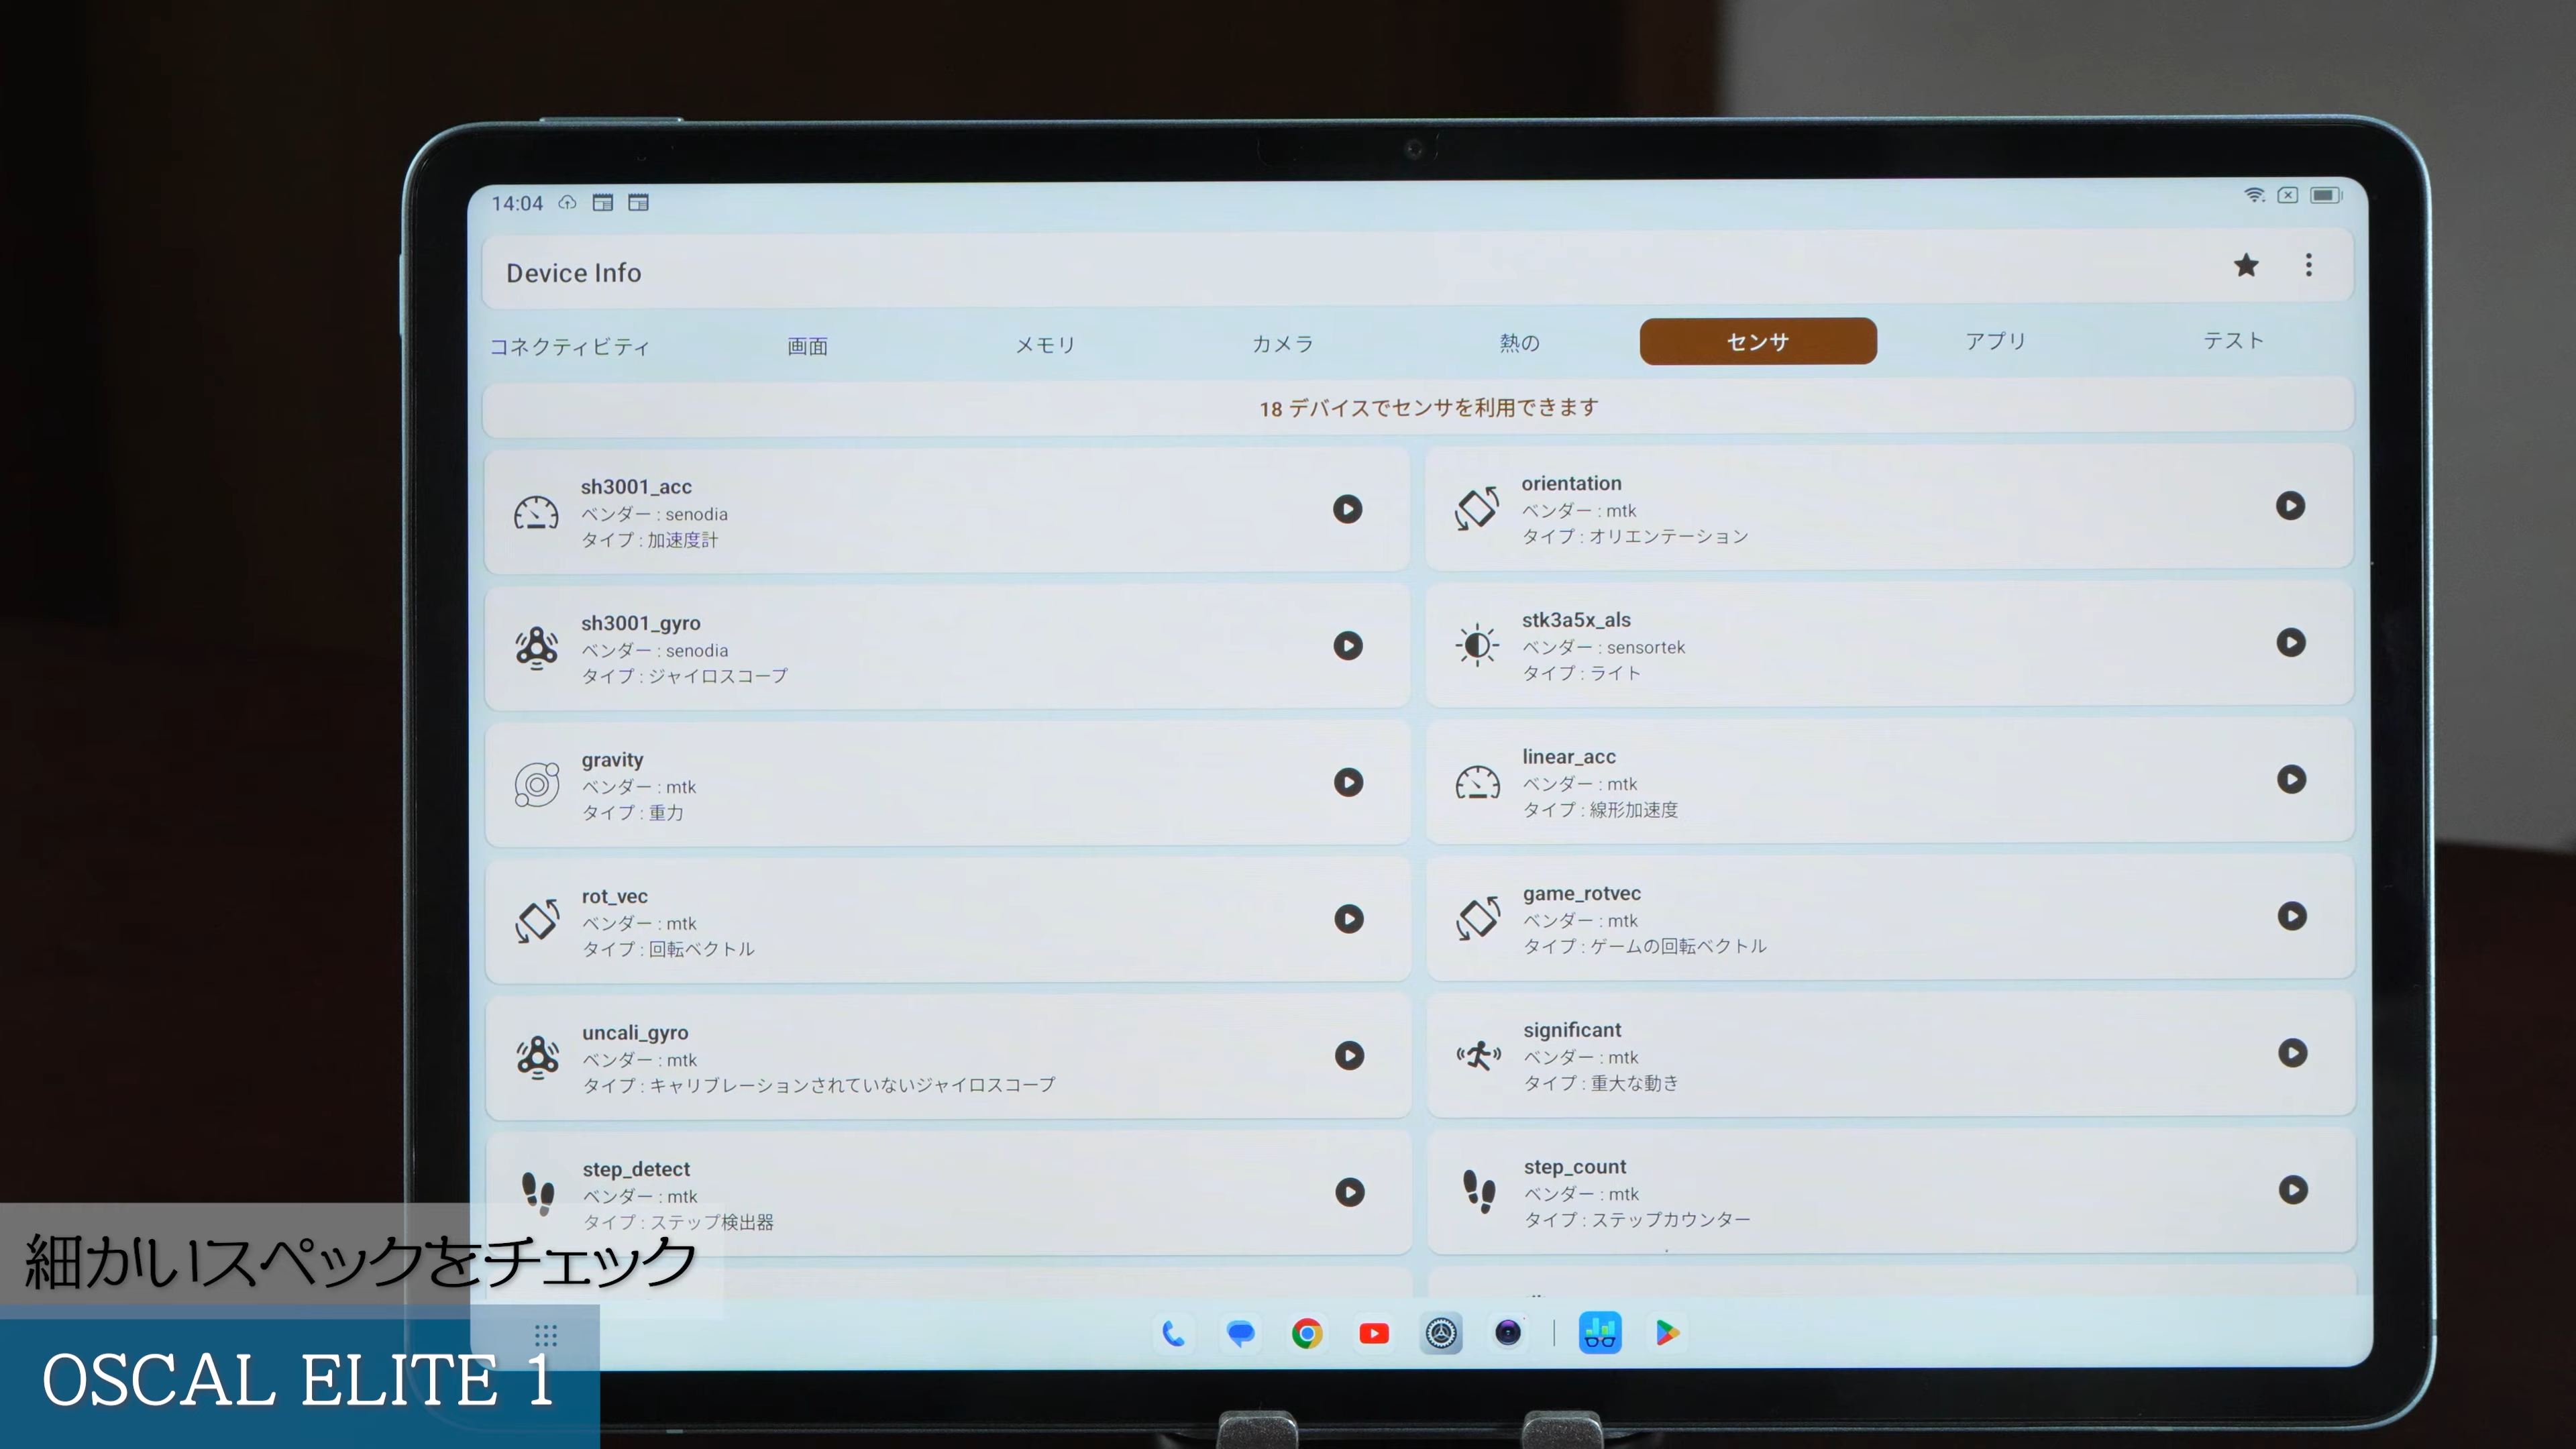 14:04
Device Info
コネクティビティ 画面 メモリ カメラ 熱の センサ アプリ テスト
18 デバイスでセンサを利用できます
sh3001_acc
ベンダー : senodia
タイプ : 加速度計
orientation
ベンダー : mtk
タイプ : オリエンテーション
sh3001_gyro
ベンダー : senodia
タイプ : ジャイロスコープ
stk3a5x_als
ベンダー : sensortek
タイプ : ライト
gravity
ベンダー : mtk
タイプ : 重力
linear_acc
ベンダー : mtk
タイプ : 線形加速度
rot_vec
ベンダー : mtk
タイプ : 回転ベクトル
game_rotvec
ベンダー : mtk
タイプ : ゲームの回転ベクトル
uncali_gyro
ベンダー : mtk
タイプ : キャリブレーションされていないジャイロスコープ
significant
ベンダー : mtk
タイプ : 重大な動き
step_detect
ベンダー : mtk
タイプ : ステップ検出器
step_count
ベンダー : mtk
タイプ : ステップカウンター
細かいスペックをチェック
OSCAL ELITE 1